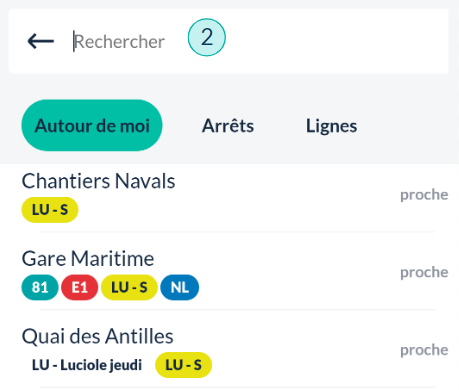 Rechercher 2
Autour de moi Arrêts Lignes
Chantiers Navals
proche
LU - S
Gare Maritime
proche
81 E1 LU - S NL
Quai des Antilles
proche
LU - Luciole jeudi LU - S